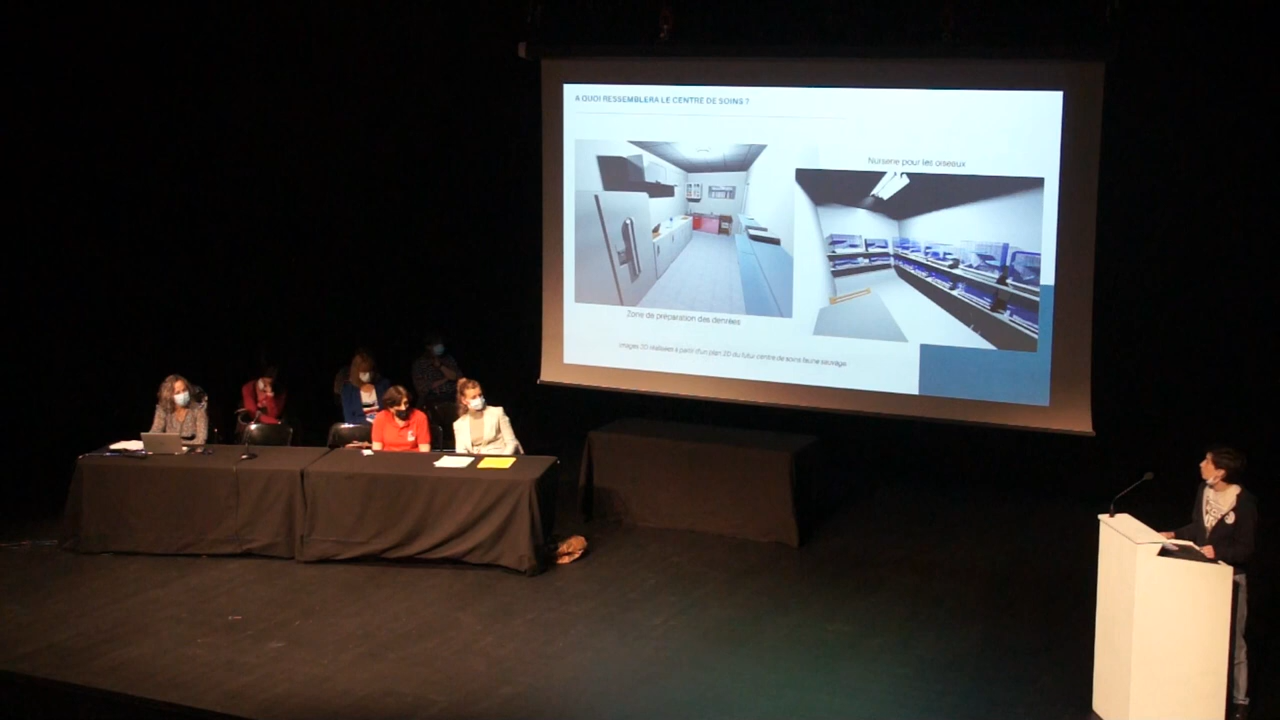 A QUOI RESSEMBLERA LE CENTRE DE SOINS ?
Nurserie pour les oiseaux
Zone de préparation des denrées
Images 3D réalisées à partir d'un plan 2D du futur centre de soins faune sauvage